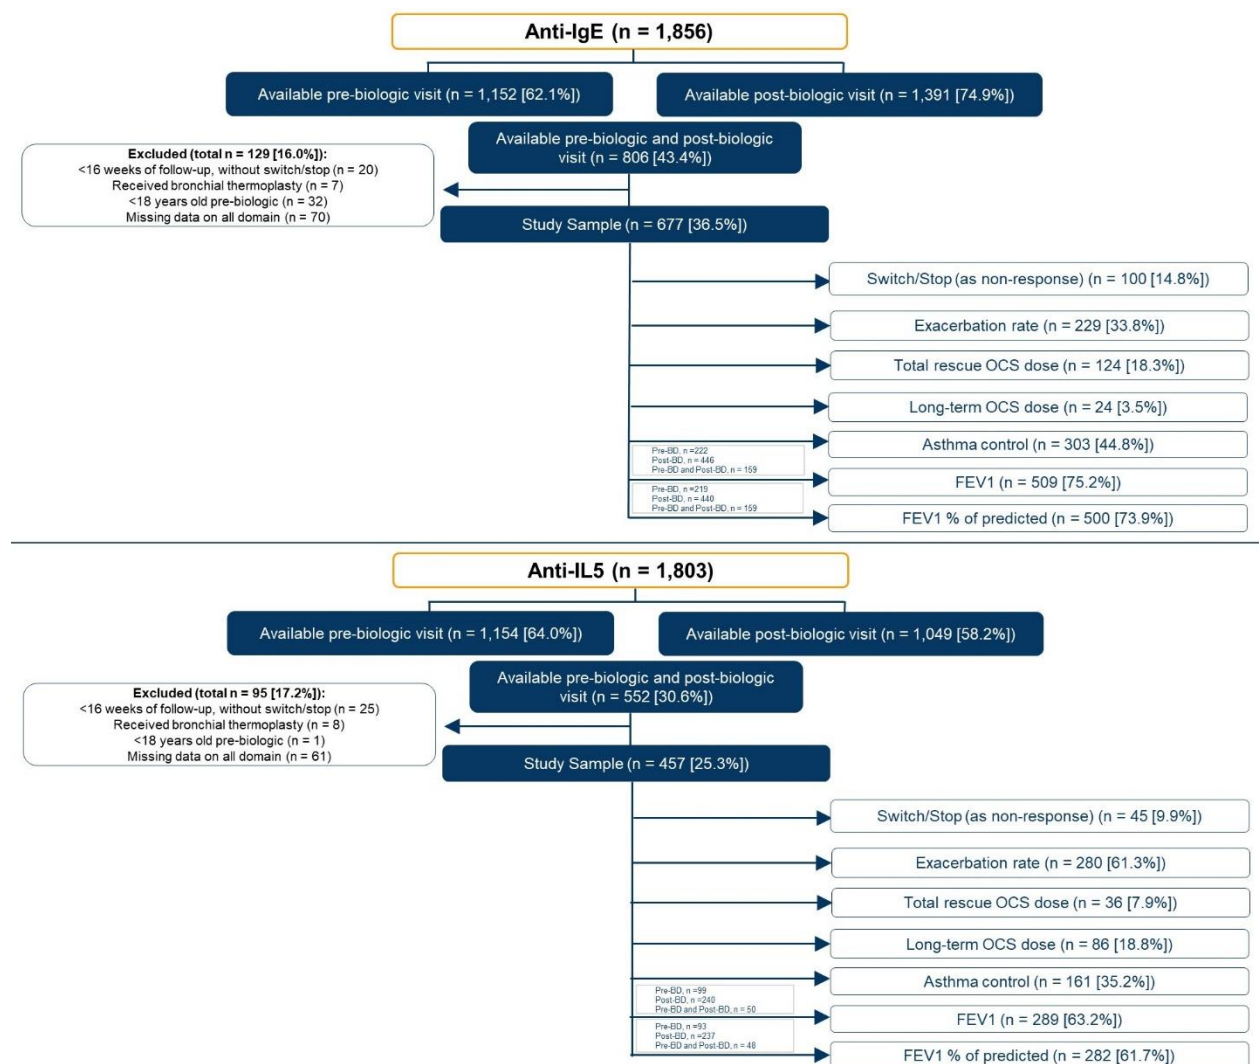 Anti-IgE (n = 1,856)
Available pre-biologic visit (n = 1,152 [62.1%])
Available post-biologic visit (n = 1,391 [74.9%])
Available pre-biologic and post-biologic
visit (n = 806 [43.4%])
Excluded (total n = 129 [16.0%]):
<16 weeks of follow-up, without switch/stop (n = 20)
Received bronchial thermoplasty (n = 7)
<18 years old pre-biologic (n = 32)
Missing data on all domain (n = 70)
Study Sample (n = 677 [36.5%])
Switch/Stop (as non-response) (n = 100 [14.8%])
Exacerbation rate (n = 229 [33.8%])
Total rescue OCS dose (n = 124 [18.3%])
Long-term OCS dose (n = 24 [3.5%])
Asthma control (n = 303 [44.8%])
Pre-BD, n =222
Post-BD, n = 446
Pre-BD and Post-BD, n = 159
FEV1 (n = 509 [75.2%])
Pre-BD, n =219
Post-BD, n = 440
Pre-BD and Post-BD, n = 159
FEV1 % of predicted (n = 500 [73.9%])
Anti-IL5 (n = 1,803)
Available pre-biologic visit (n = 1,154 [64.0%])
Available post-biologic visit (n = 1,049 [58.2%])
Available pre-biologic and post-biologic
visit (n = 552 [30.6%])
Excluded (total n = 95 [17.2%]):
<16 weeks of follow-up, without switch/stop (n = 25)
Received bronchial thermoplasty (n = 8)
<18 years old pre-biologic (n = 1)
Missing data on all domain (n = 61)
Study Sample (n = 457 [25.3%])
Switch/Stop (as non-response) (n = 45 [9.9%])
Exacerbation rate (n = 280 [61.3%])
Total rescue OCS dose (n = 36 [7.9%])
Long-term OCS dose (n = 86 [18.8%])
Asthma control (n = 161 [35.2%])
Pre-BD, n =99
Post-BD, n =240
Pre-BD and Post-BD, n = 50
FEV1 (n = 289 [63.2%])
Pre-BD, n =93
Post-BD, n =237
Pre-BD and Post-BD, n = 48
FEV1 % of predicted (n = 282 [61.7%])